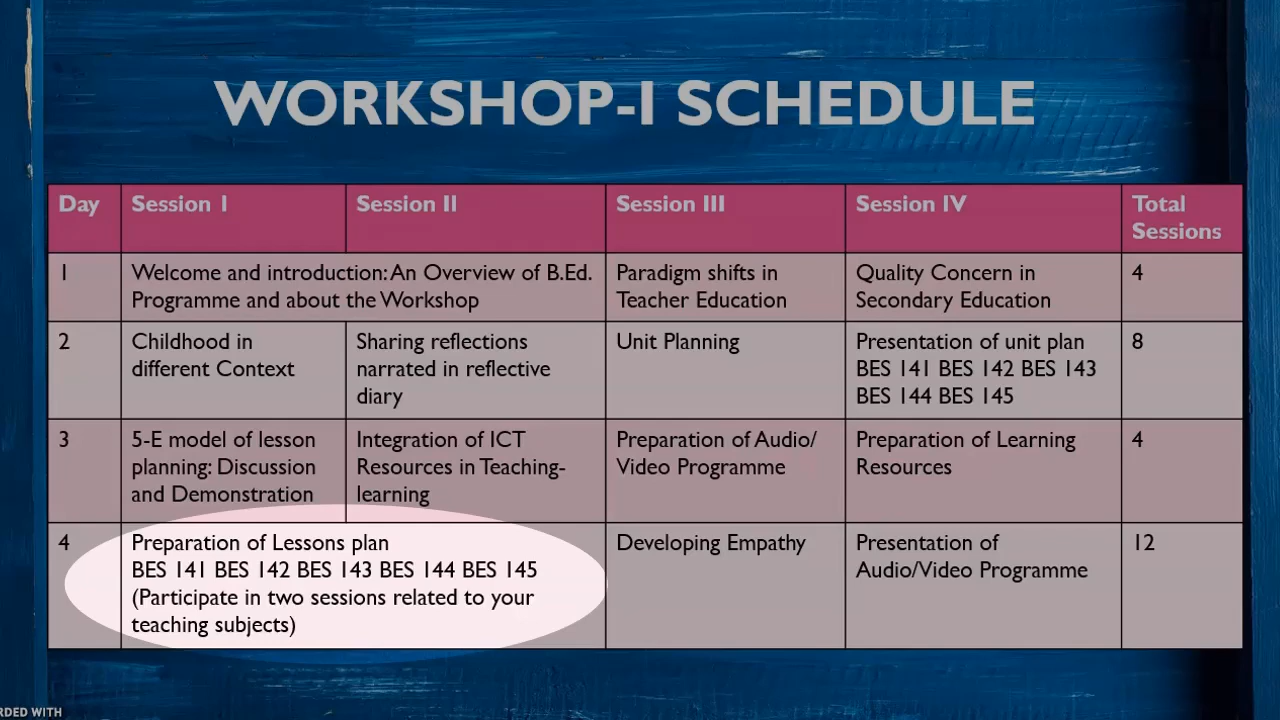 WORKSHOP-I SCHEDULE
Day Session I Session II Session III Session IV Total Sessions
1 Welcome and introduction: An Overview of B.Ed. Programme and about the Workshop Paradigm shifts in Teacher Education Quality Concern in Secondary Education 4
2 Childhood in different Context Sharing reflections narrated in reflective diary Unit Planning Presentation of unit plan BES 141 BES 142 BES 143 BES 144 BES 145 8
3 5-E model of lesson planning: Discussion and Demonstration Integration of ICT Resources in Teaching-learning Preparation of Audio/Video Programme Preparation of Learning Resources 4
4 Preparation of Lessons plan BES 141 BES 142 BES 143 BES 144 BES 145 (Participate in two sessions related to your teaching subjects) Developing Empathy Presentation of Audio/Video Programme 12
RDED WITH